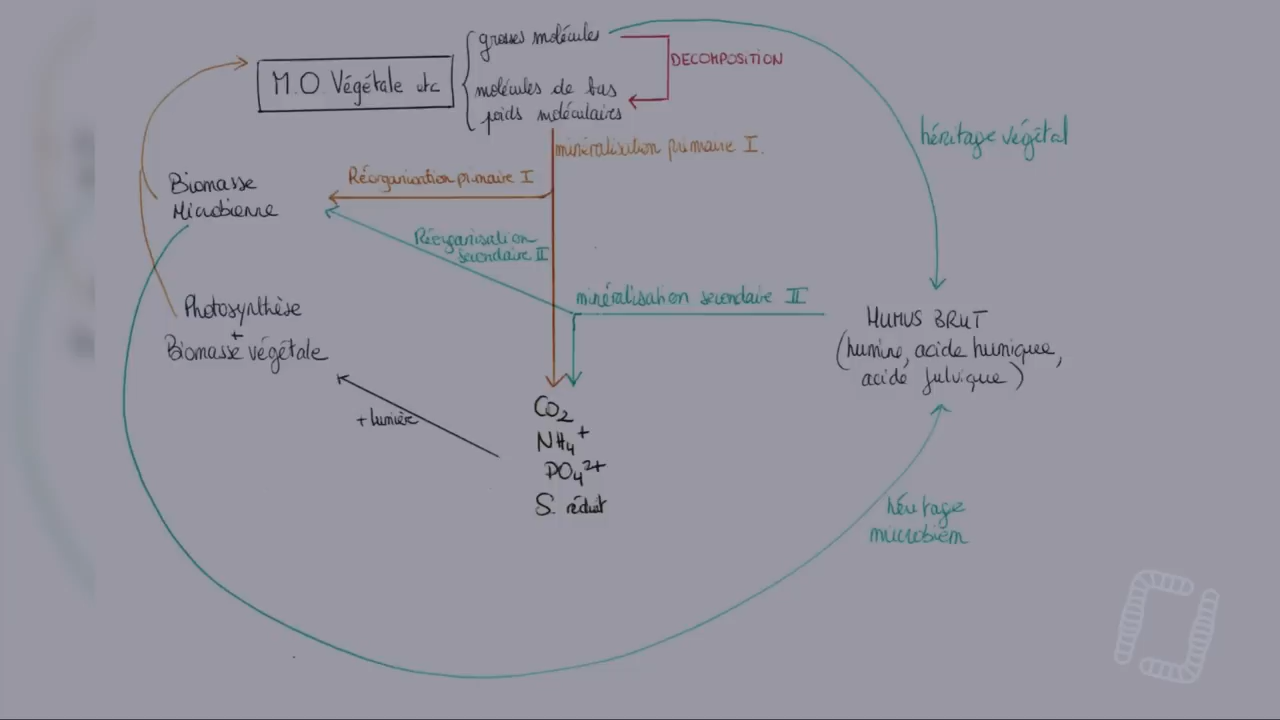 grosses molécules
DECOMPOSITION
M.O. Végétale etc
molécules de bas
poids moléculaires
héritage végétal
minéralisation primaire I.
Réorganisation primaire I
Biomasse
Microbienne
Réorganisation
secondaire II
minéralisation secondaire II
Photosynthèse
+
Biomasse végétale
HUMUS BRUT
(humine, acide humique,
acide fulvique)
+ lumière
CO2
NH4+
PO4 2+
S. réduit
héritage
microbien